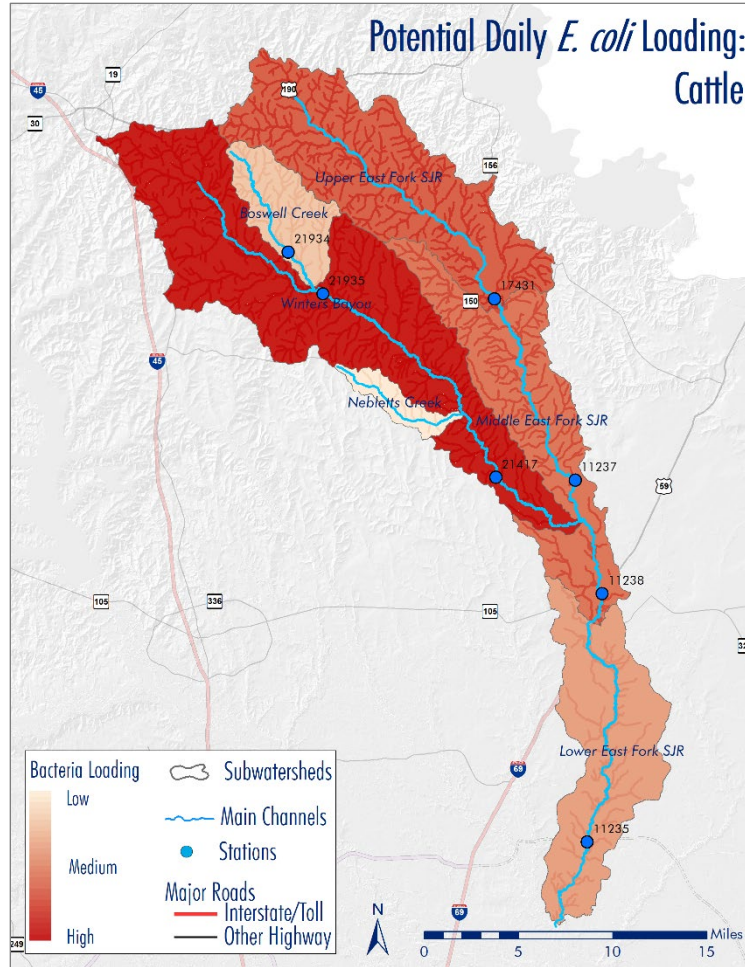 Potential Daily E. coli Loading:
Cattle
19
45
190
30
156
Upper East Fork SJR
Boswell Creek
21934
21935
17431
150
Winters Bayou
45
Nebletts Creek
Middle East Fork SJR
21417
11237
59
11238
105
336
105
Lower East Fork SJR
69
11235
69
249
Bacteria Loading
Low
Medium
High
Subwatersheds
Main Channels
Stations
Major Roads
Interstate/Toll
Other Highway
N
Miles
0
5
10
15